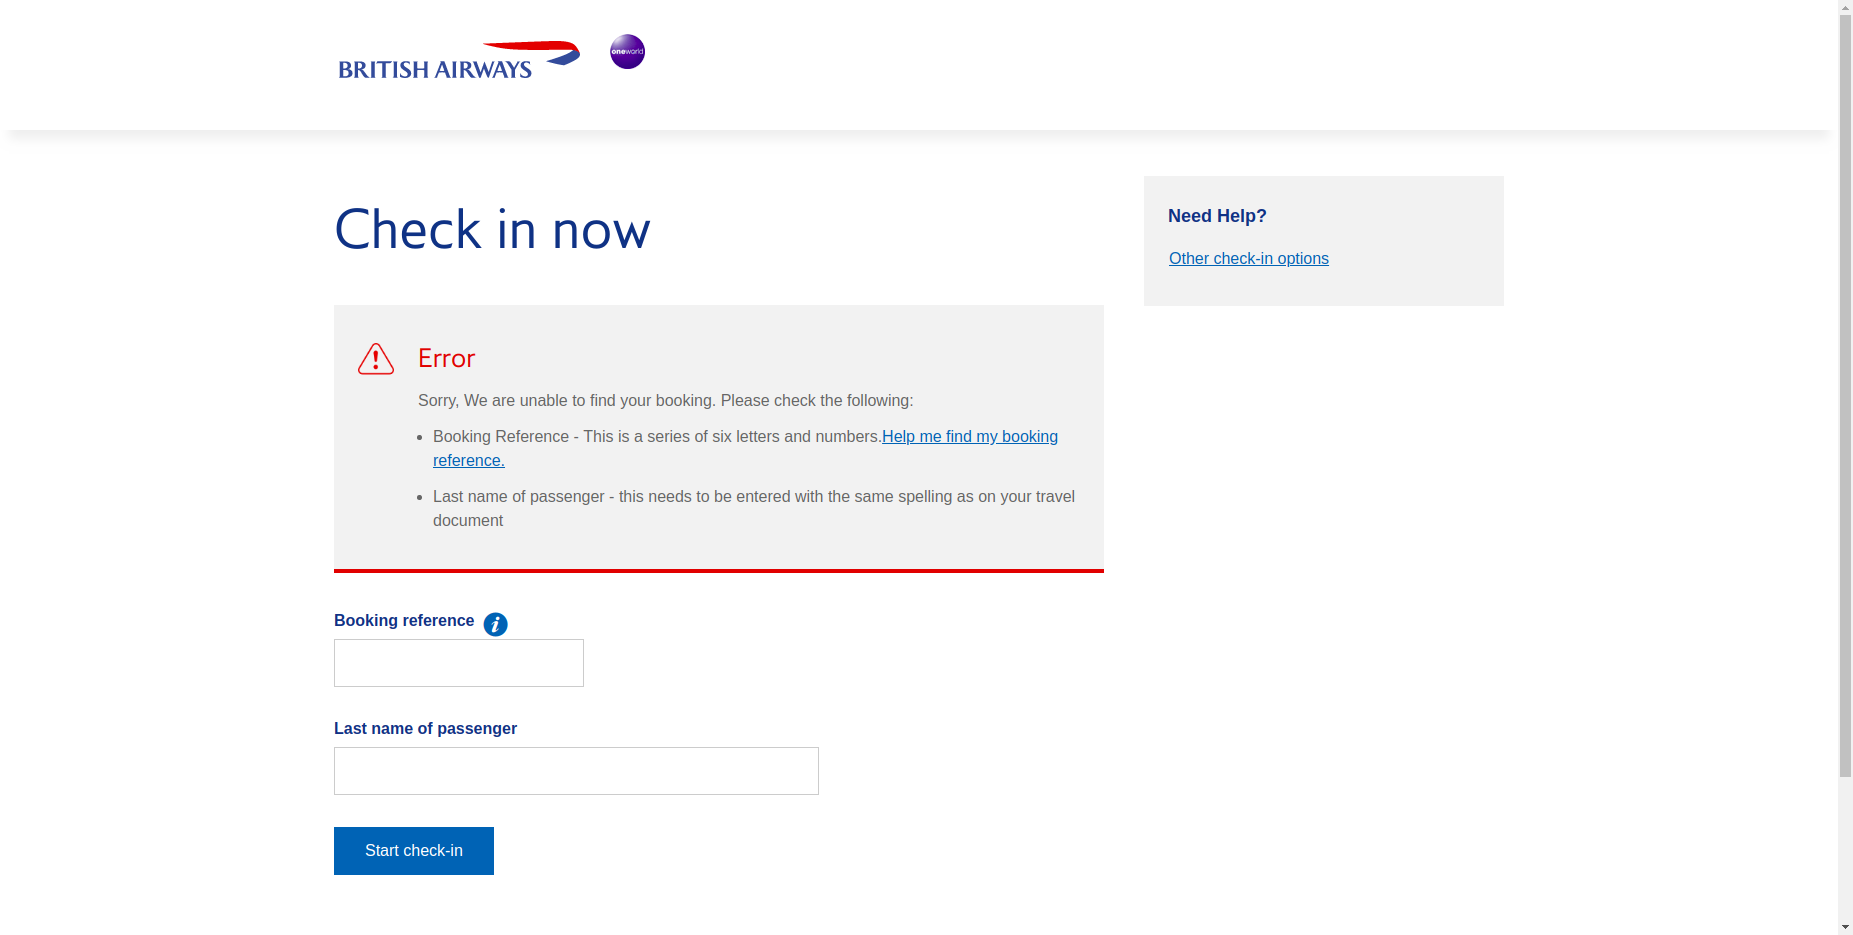 BRITISH AIRWAYS
oneworld
Check in now
Need Help?
Other check-in options
Error
Sorry, We are unable to find your booking. Please check the following:
Booking Reference - This is a series of six letters and numbers.Help me find my booking
reference.
Last name of passenger - this needs to be entered with the same spelling as on your travel
document
Booking reference i
Last name of passenger
Start check-in